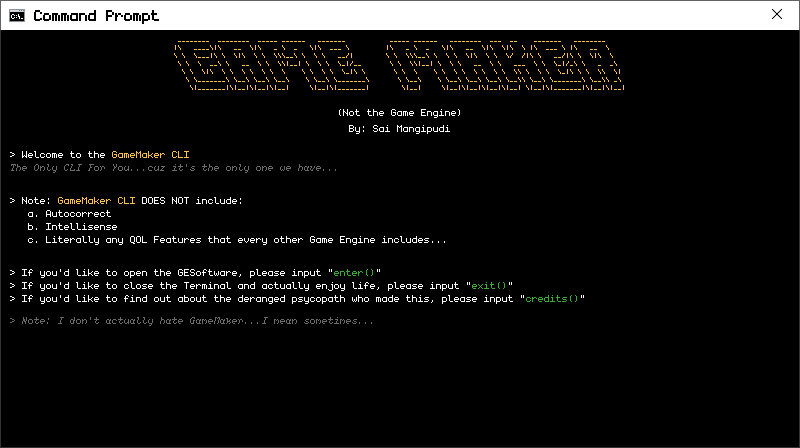 Command Prompt
GAME MAKER
(Not the Game Engine)
By: Sai Mangipudi
> Welcome to the GameMaker CLI
The Only CLI For You...cuz it's the only one we have...
> Note: GameMaker CLI DOES NOT include:
a. Autocorrect
b. Intellisense
c. Literally any QOL Features that every other Game Engine includes...
> If you'd like to open the GESoftware, please input "enter()"
> If you'd like to close the Terminal and actually enjoy life, please input "exit()"
> If you'd like to find out about the deranged psycopath who made this, please input "credits()"
> Note: I don't actually hate GameMaker...I mean sometimes...